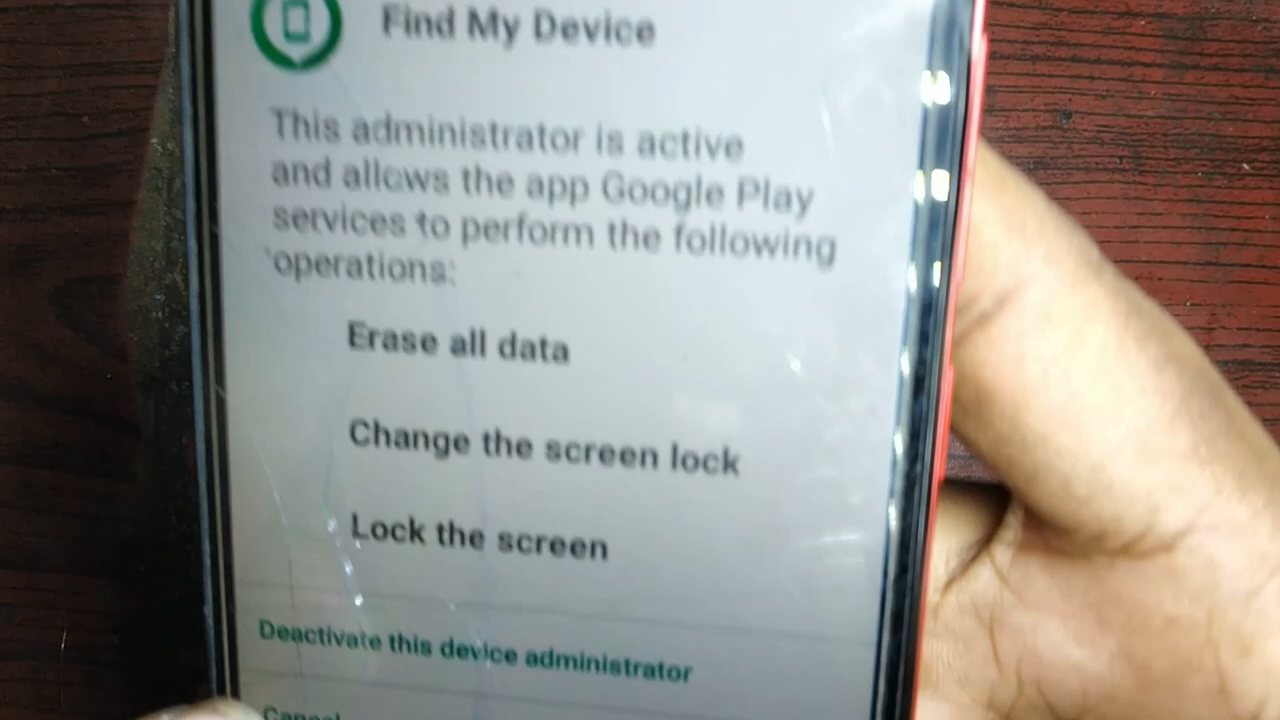 Find My Device
This administrator is active
and allows the app Google Play
services to perform the following
operations:
Erase all data
Change the screen lock
Lock the screen
Deactivate this device administrator
Cancel